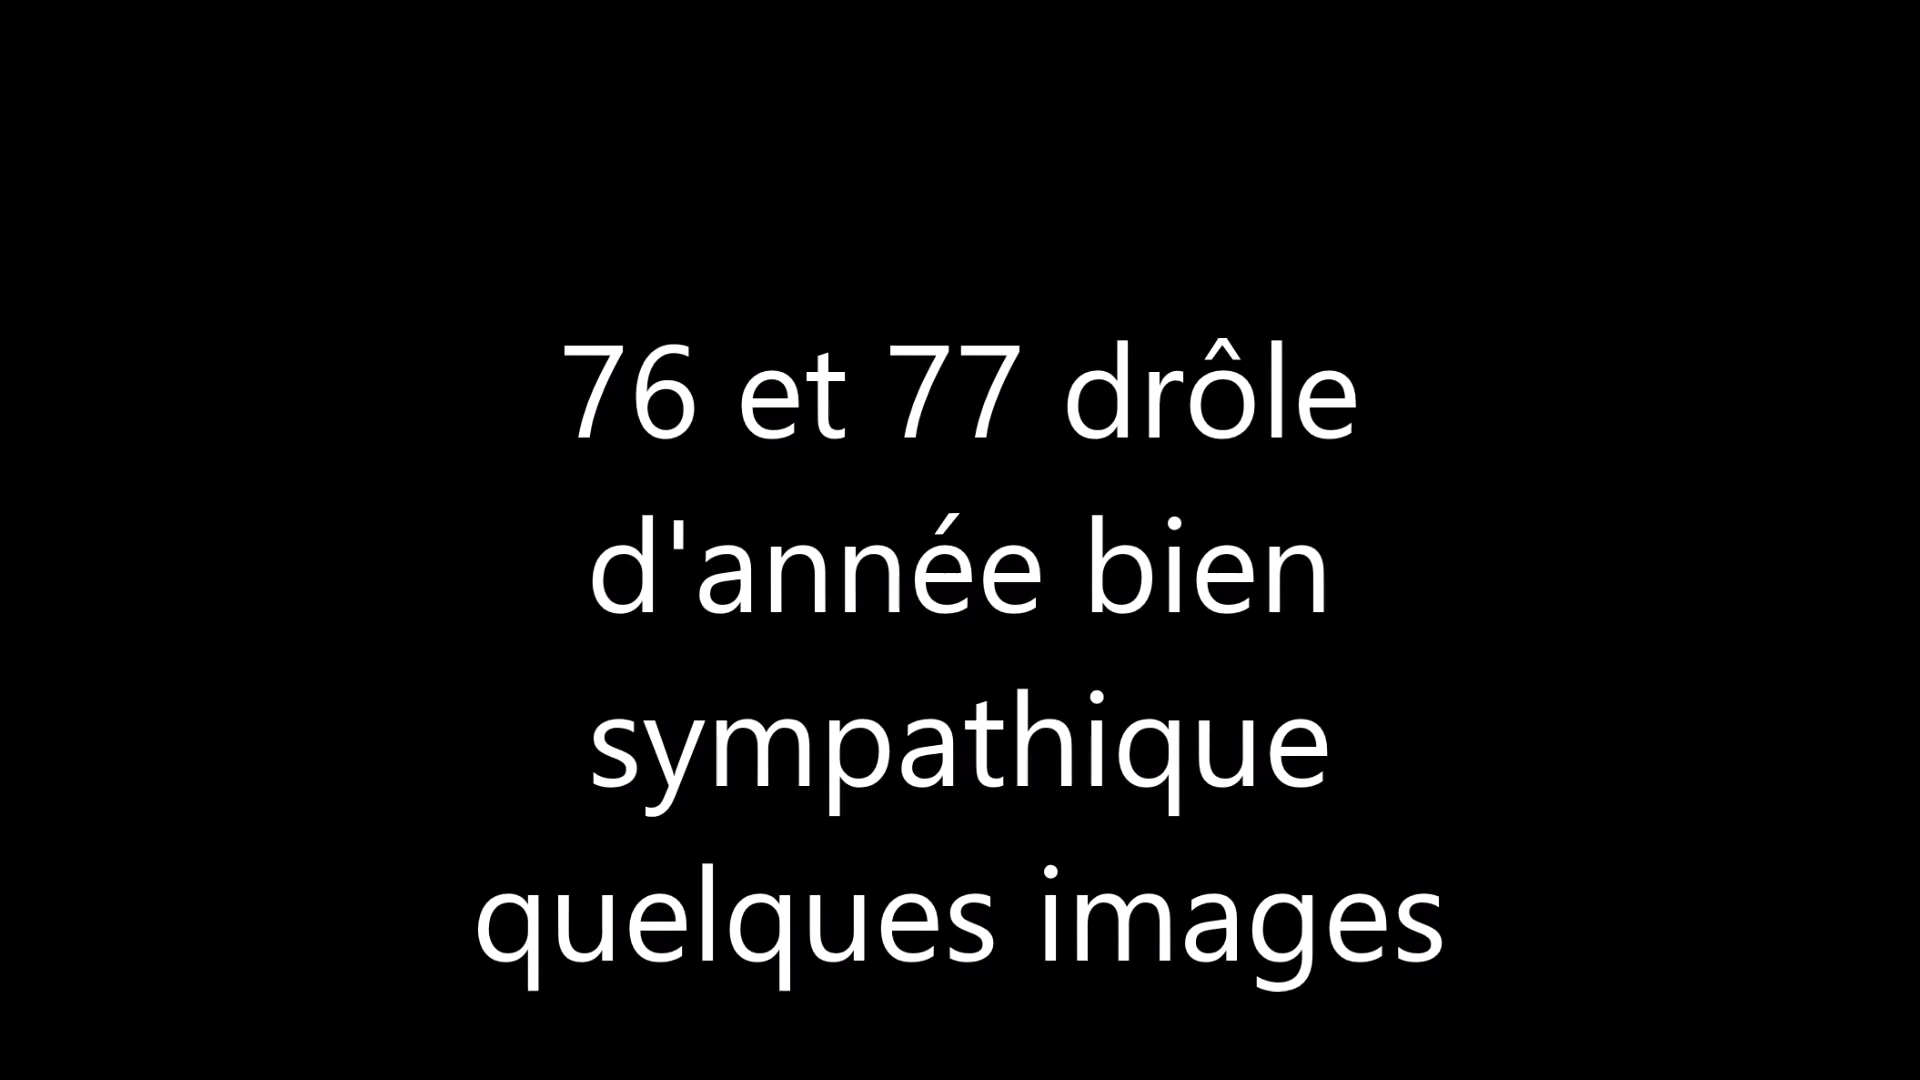 76 et 77 drôle
d'année bien
sympathique
quelques images